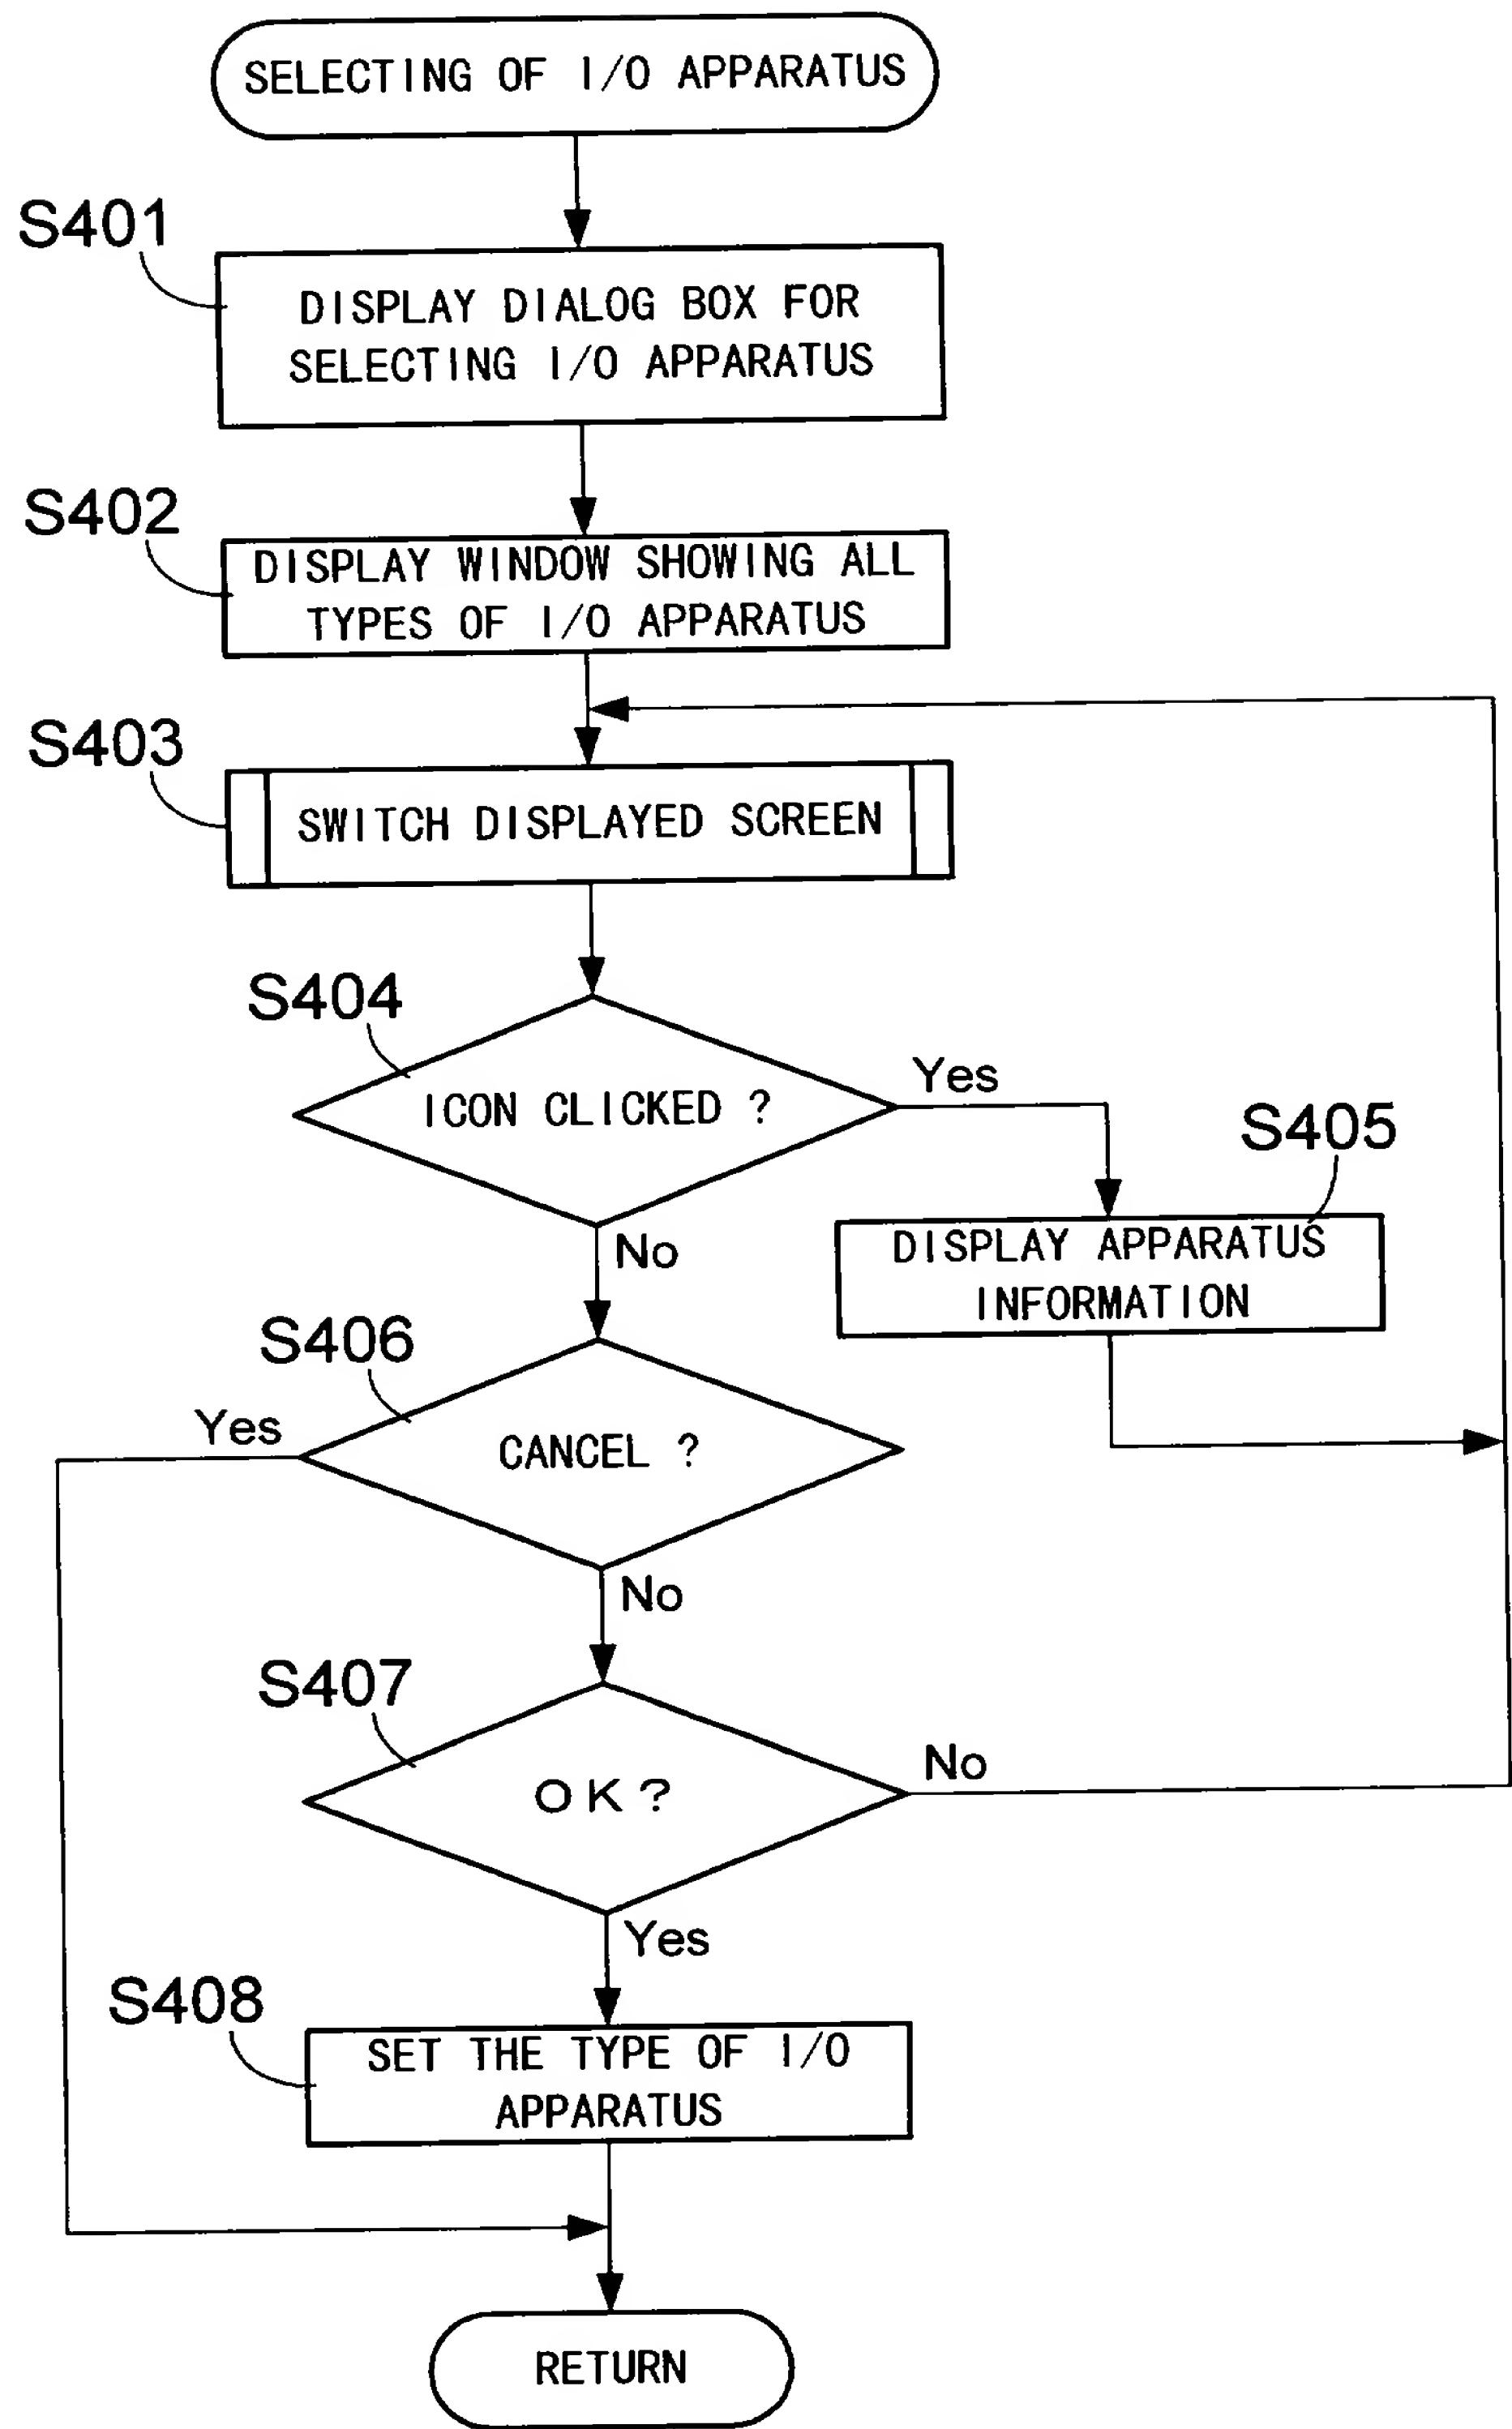 SELECTING OF I/O APPARATUS
S401
DISPLAY DIALOG BOX FOR
SELECTING I/O APPARATUS
S402
DISPLAY WINDOW SHOWING ALL
TYPES OF I/O APPARATUS
S403
SWITCH DISPLAYED SCREEN
S404
ICON CLICKED ?
Yes
No
S405
DISPLAY APPARATUS
INFORMATION
S406
Yes
CANCEL ?
No
S407
OK?
No
Yes
S408
SET THE TYPE OF I/O
APPARATUS
RETURN